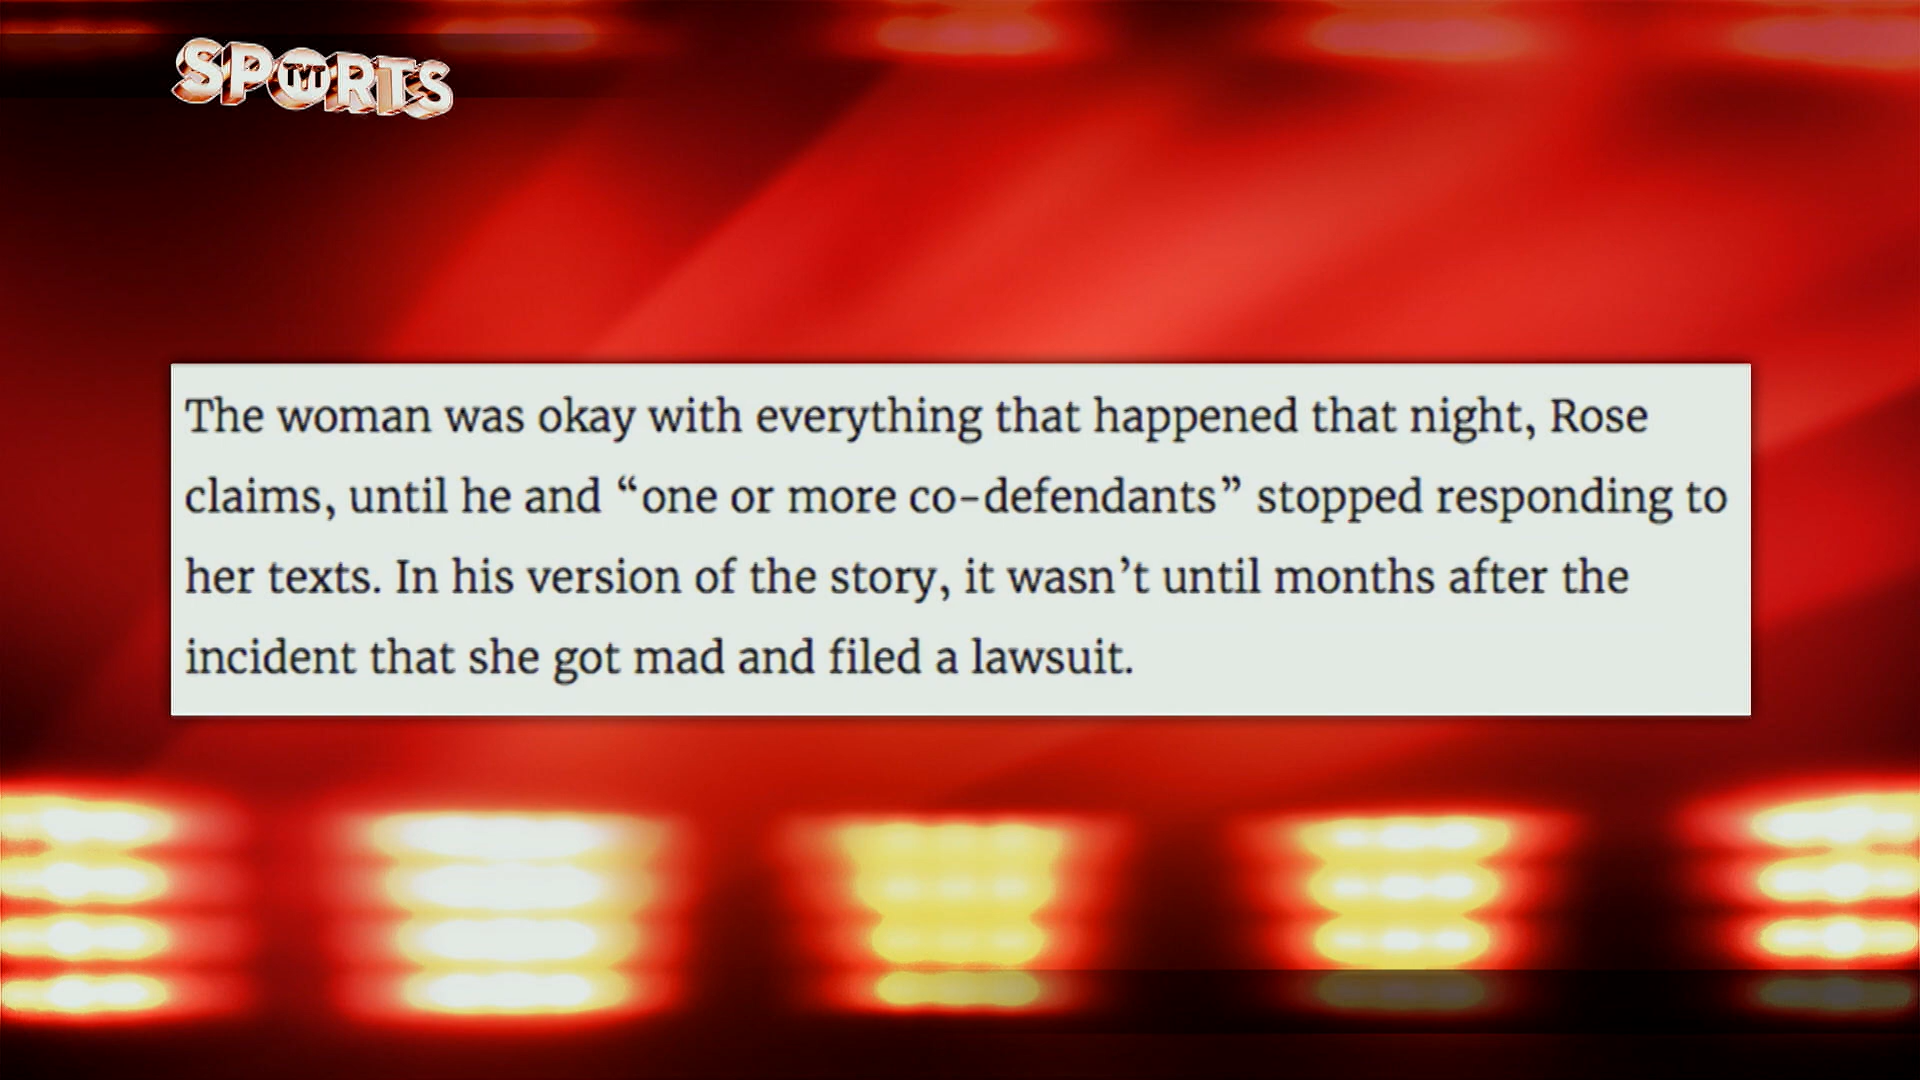 SPORTS
TYT
The woman was okay with everything that happened that night, Rose
claims, until he and “one or more co-defendants” stopped responding to
her texts. In his version of the story, it wasn’t until months after the
incident that she got mad and filed a lawsuit.